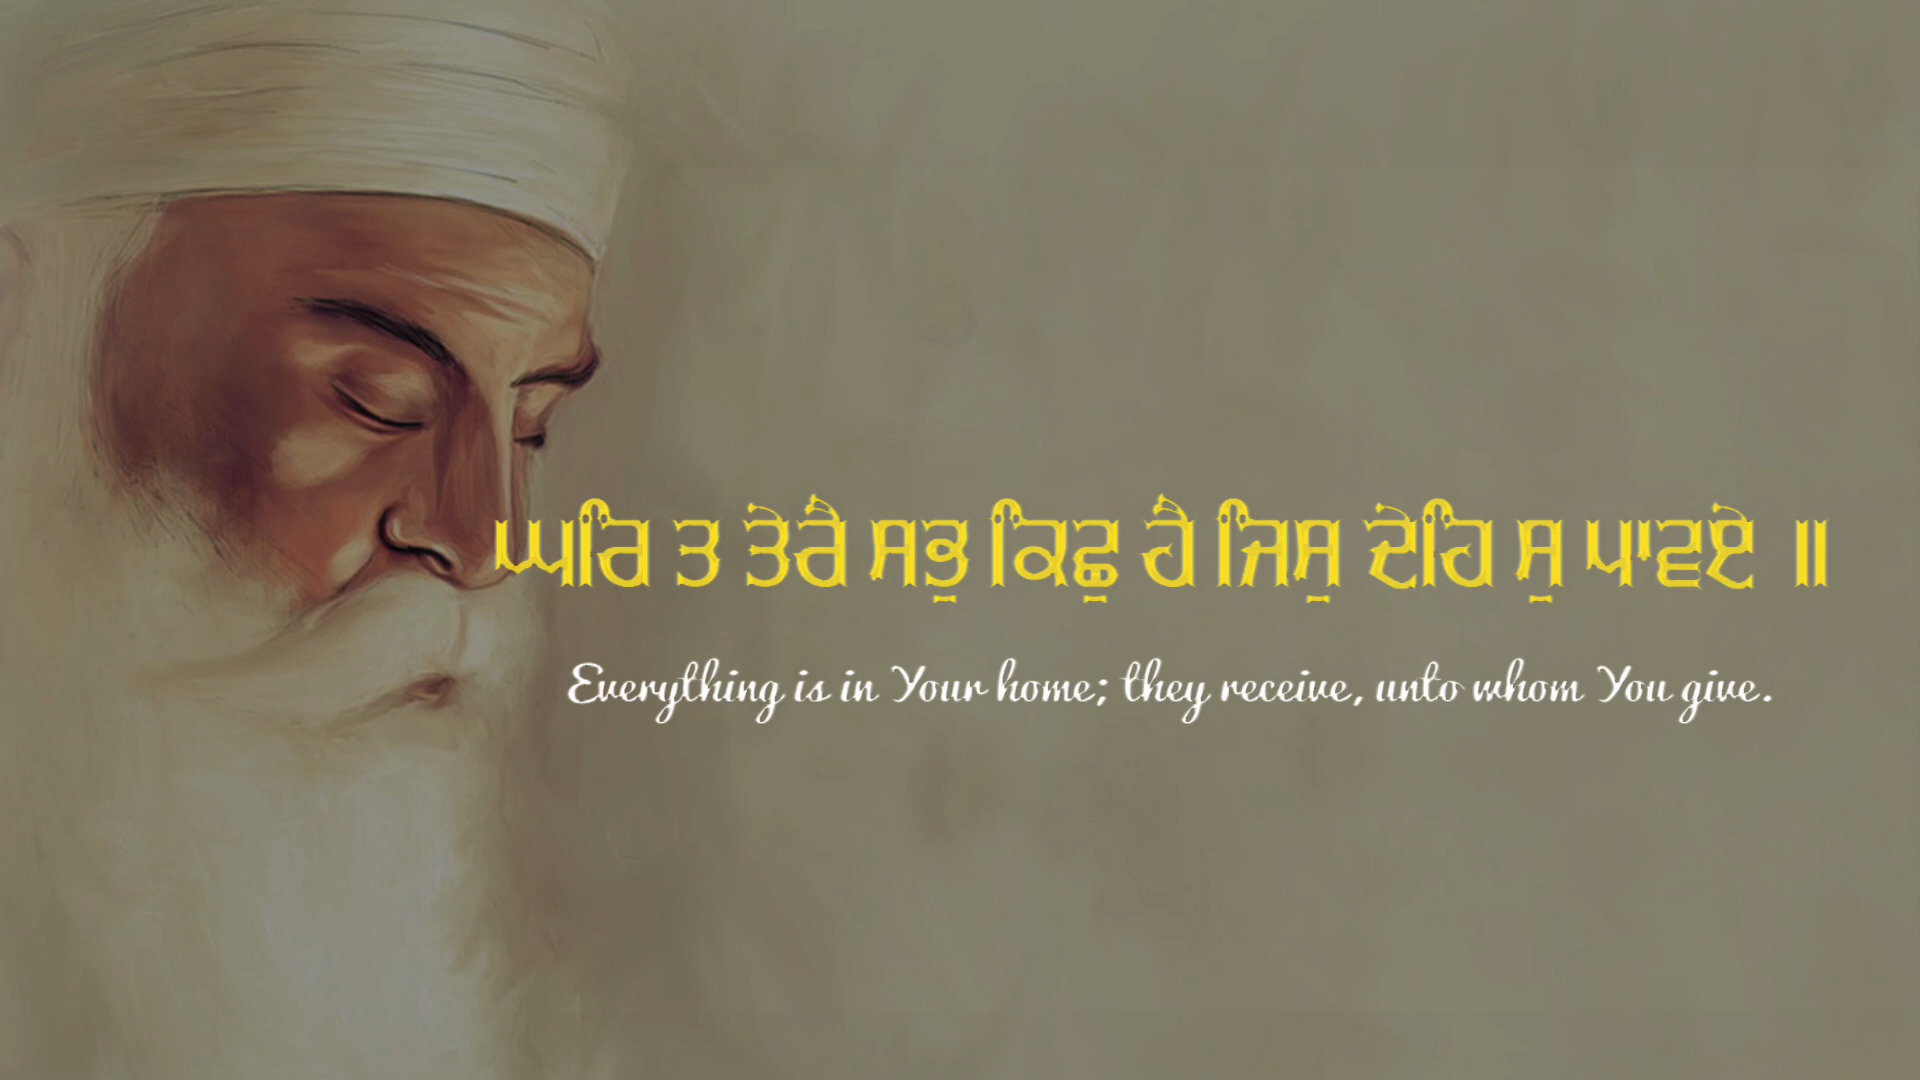 ਘਰਿ ਤ ਤੇਰੈ ਸਭੁ ਕਿਛੁ ਹੈ ਜਿਸੁ ਦੇਹਿ ਸੁ ਪਾਵਏ ॥
Everything is in Your home; they receive, unto whom You give.